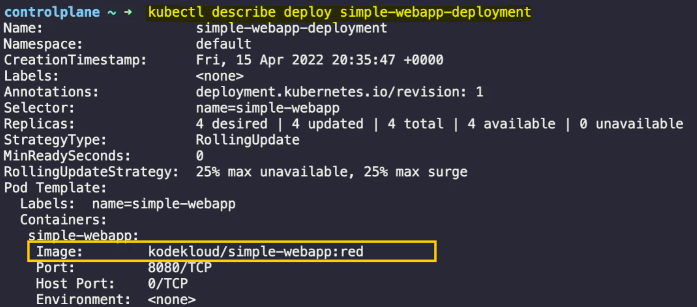 controlplane ~ ➜  kubectl describe deploy simple-webapp-deployment
Name:                   simple-webapp-deployment
Namespace:              default
CreationTimestamp:      Fri, 15 Apr 2022 20:35:47 +0000
Labels:                 <none>
Annotations:            deployment.kubernetes.io/revision: 1
Selector:               name=simple-webapp
Replicas:               4 desired | 4 updated | 4 total | 4 available | 0 unavailable
StrategyType:           RollingUpdate
MinReadySeconds:        0
RollingUpdateStrategy:  25% max unavailable, 25% max surge
Pod Template:
  Labels:  name=simple-webapp
  Containers:
   simple-webapp:
    Image:        kodekloud/simple-webapp:red
    Port:         8080/TCP
    Host Port:    0/TCP
    Environment:  <none>